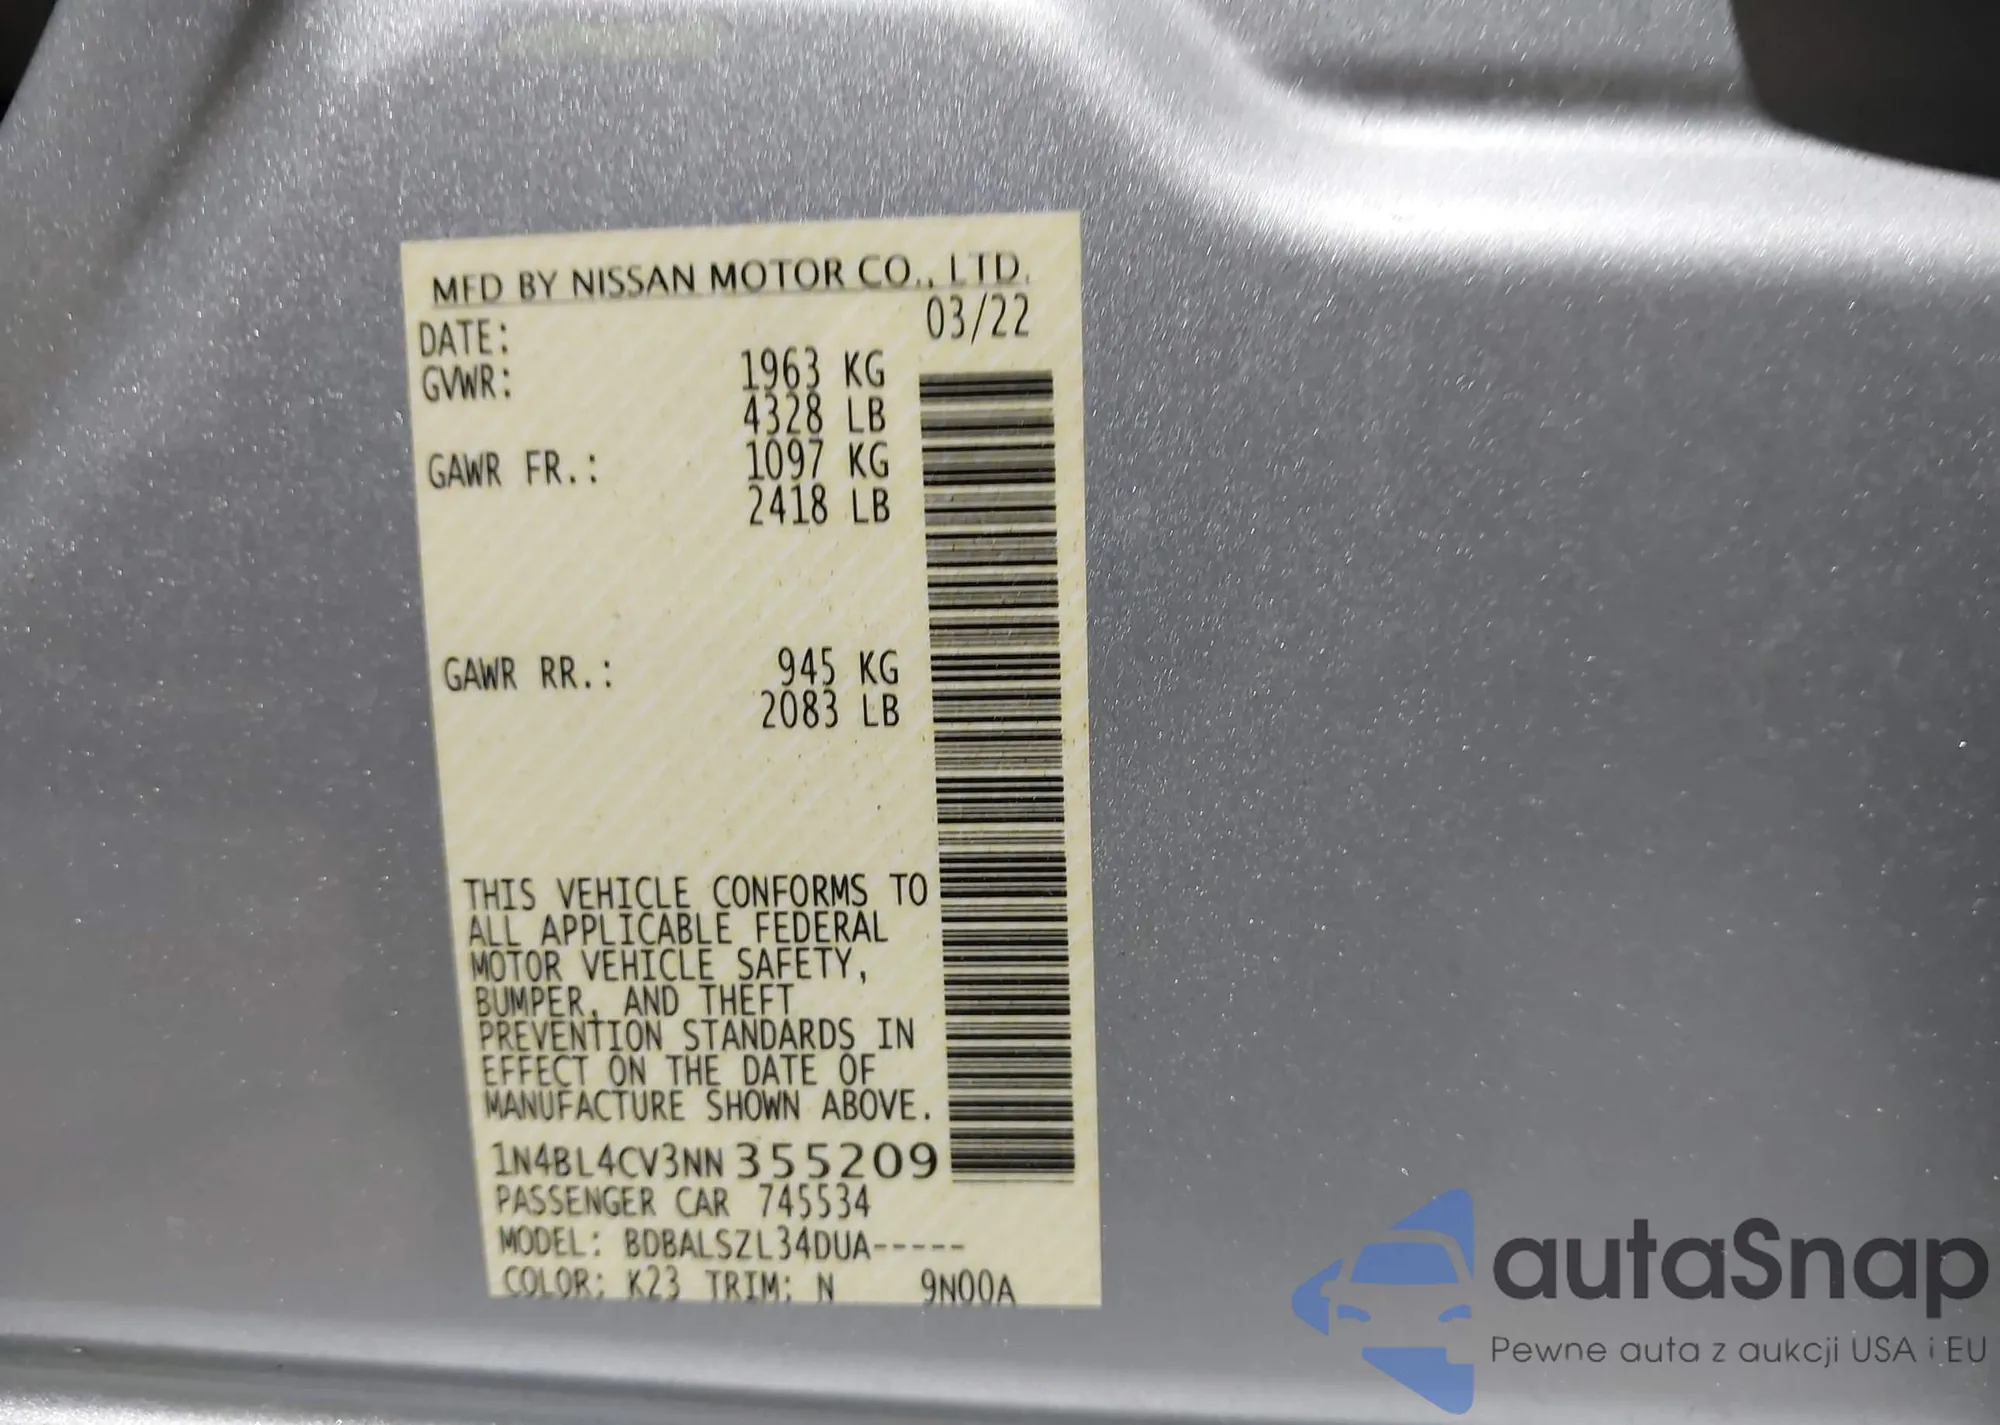 MFD BY NISSAN MOTOR CO., LTD.
DATE: 03/22
GVWR: 1963 KG
4328 LB
GAWR FR.: 1097 KG
2418 LB
GAWR RR.: 945 KG
2083 LB
THIS VEHICLE CONFORMS TO
ALL APPLICABLE FEDERAL
MOTOR VEHICLE SAFETY,
BUMPER, AND THEFT
PREVENTION STANDARDS IN
EFFECT ON THE DATE OF
MANUFACTURE SHOWN ABOVE.
1N4BL4CV3NN355209
PASSENGER CAR 745534
MODEL: BDBALSZL34DUA-----
COLOR: K23 TRIM: N 9N00A
autaSnap
Pewne auta z aukcji USA i EU